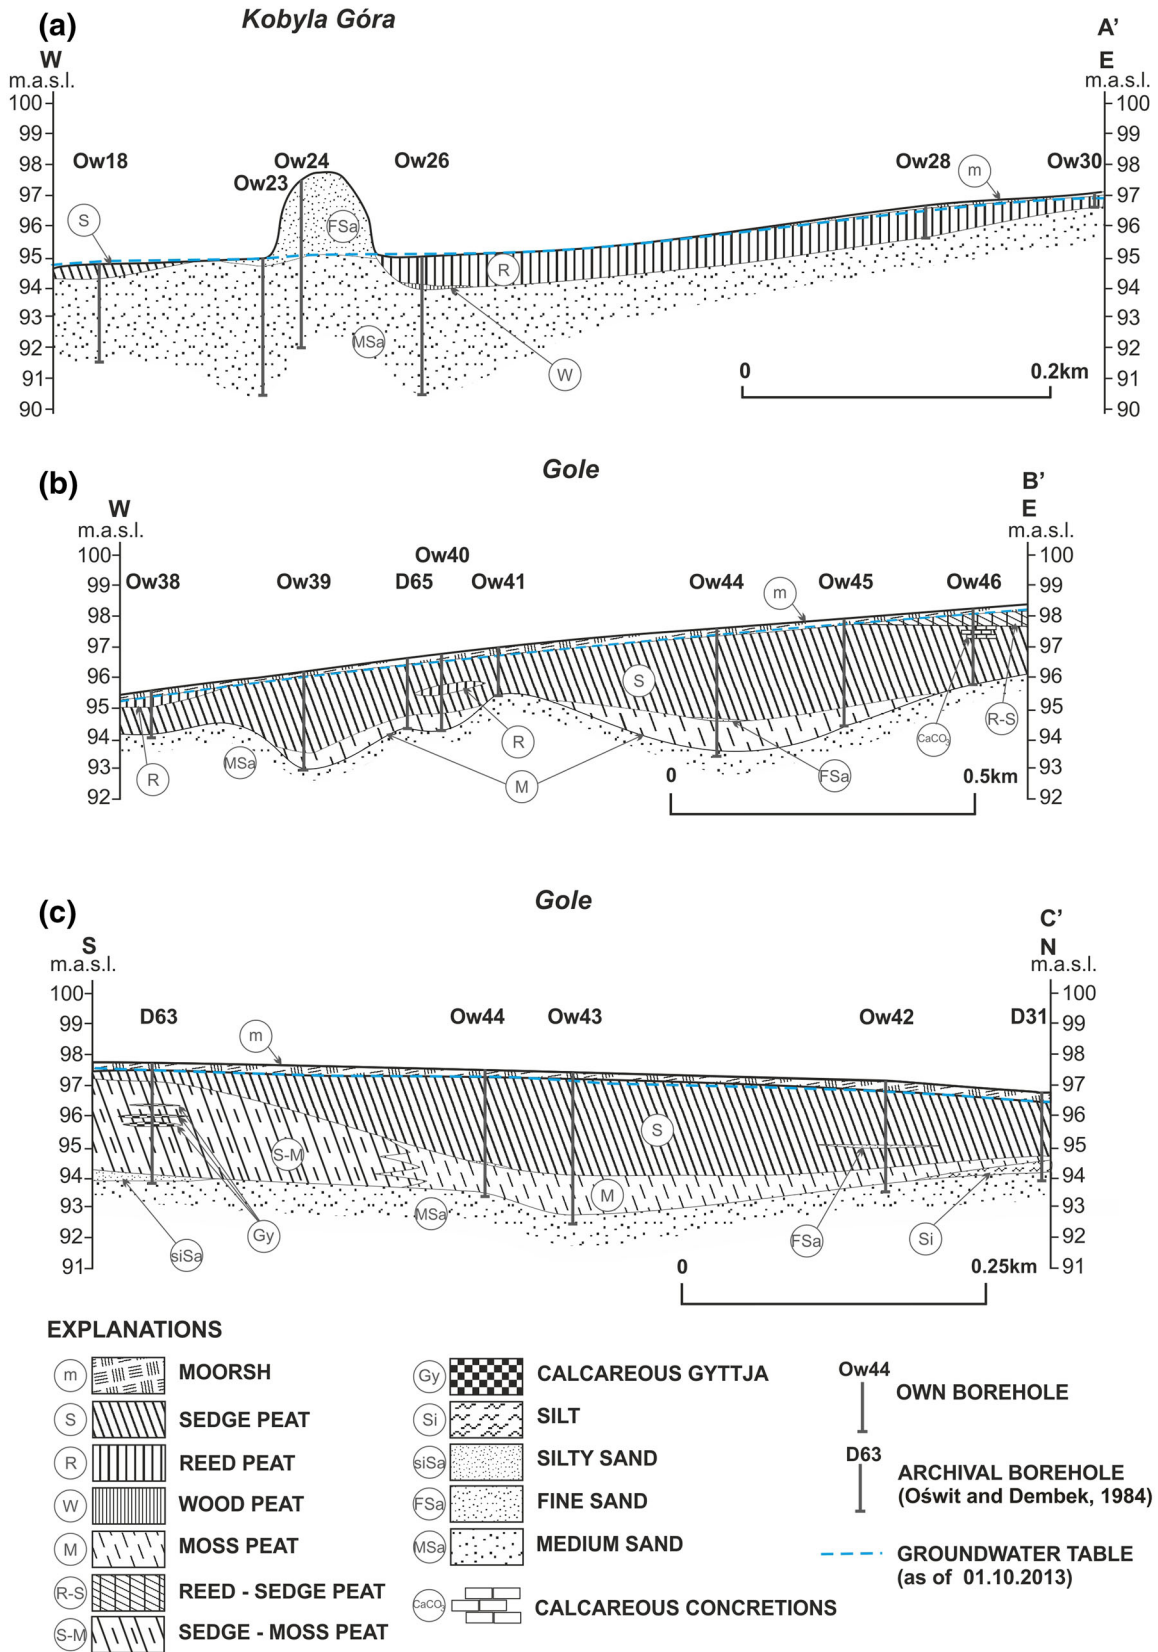 (a)
Kobyla Góra
W
m.a.s.l.
A’
E
m.a.s.l.
100
99
98
97
96
95
94
93
92
91
90
Ow18
Ow23
Ow24
Ow26
Ow28
Ow30
S
FSa
m
R
MSa
W
0
0.2km
100
99
98
97
96
95
94
93
92
91
90
(b)
Gole
W
m.a.s.l.
B’
E
m.a.s.l.
100
99
98
97
96
95
94
93
92
Ow38
Ow39
D65
Ow40
Ow41
Ow44
Ow45
Ow46
m
S
R
MSa
R
M
FSa
CaCO3
R-S
0
0.5km
100
99
98
97
96
95
94
93
92
(c)
Gole
S
m.a.s.l.
C’
N
m.a.s.l.
100
99
98
97
96
95
94
93
92
91
D63
Ow44
Ow43
Ow42
D31
m
S
S-M
M
MSa
siSa
Gy
FSa
Si
0
0.25km
100
99
98
97
96
95
94
93
92
91
EXPLANATIONS
m MOORSH
S SEDGE PEAT
R REED PEAT
W WOOD PEAT
M MOSS PEAT
R-S REED - SEDGE PEAT
S-M SEDGE - MOSS PEAT
Gy CALCAREOUS GYTTJA
Si SILT
siSa SILTY SAND
FSa FINE SAND
MSa MEDIUM SAND
CaCO3 CALCAREOUS CONCRETIONS
Ow44
OWN BOREHOLE
D63
ARCHIVAL BOREHOLE
(Oświt and Dembek, 1984)
GROUNDWATER TABLE
(as of 01.10.2013)